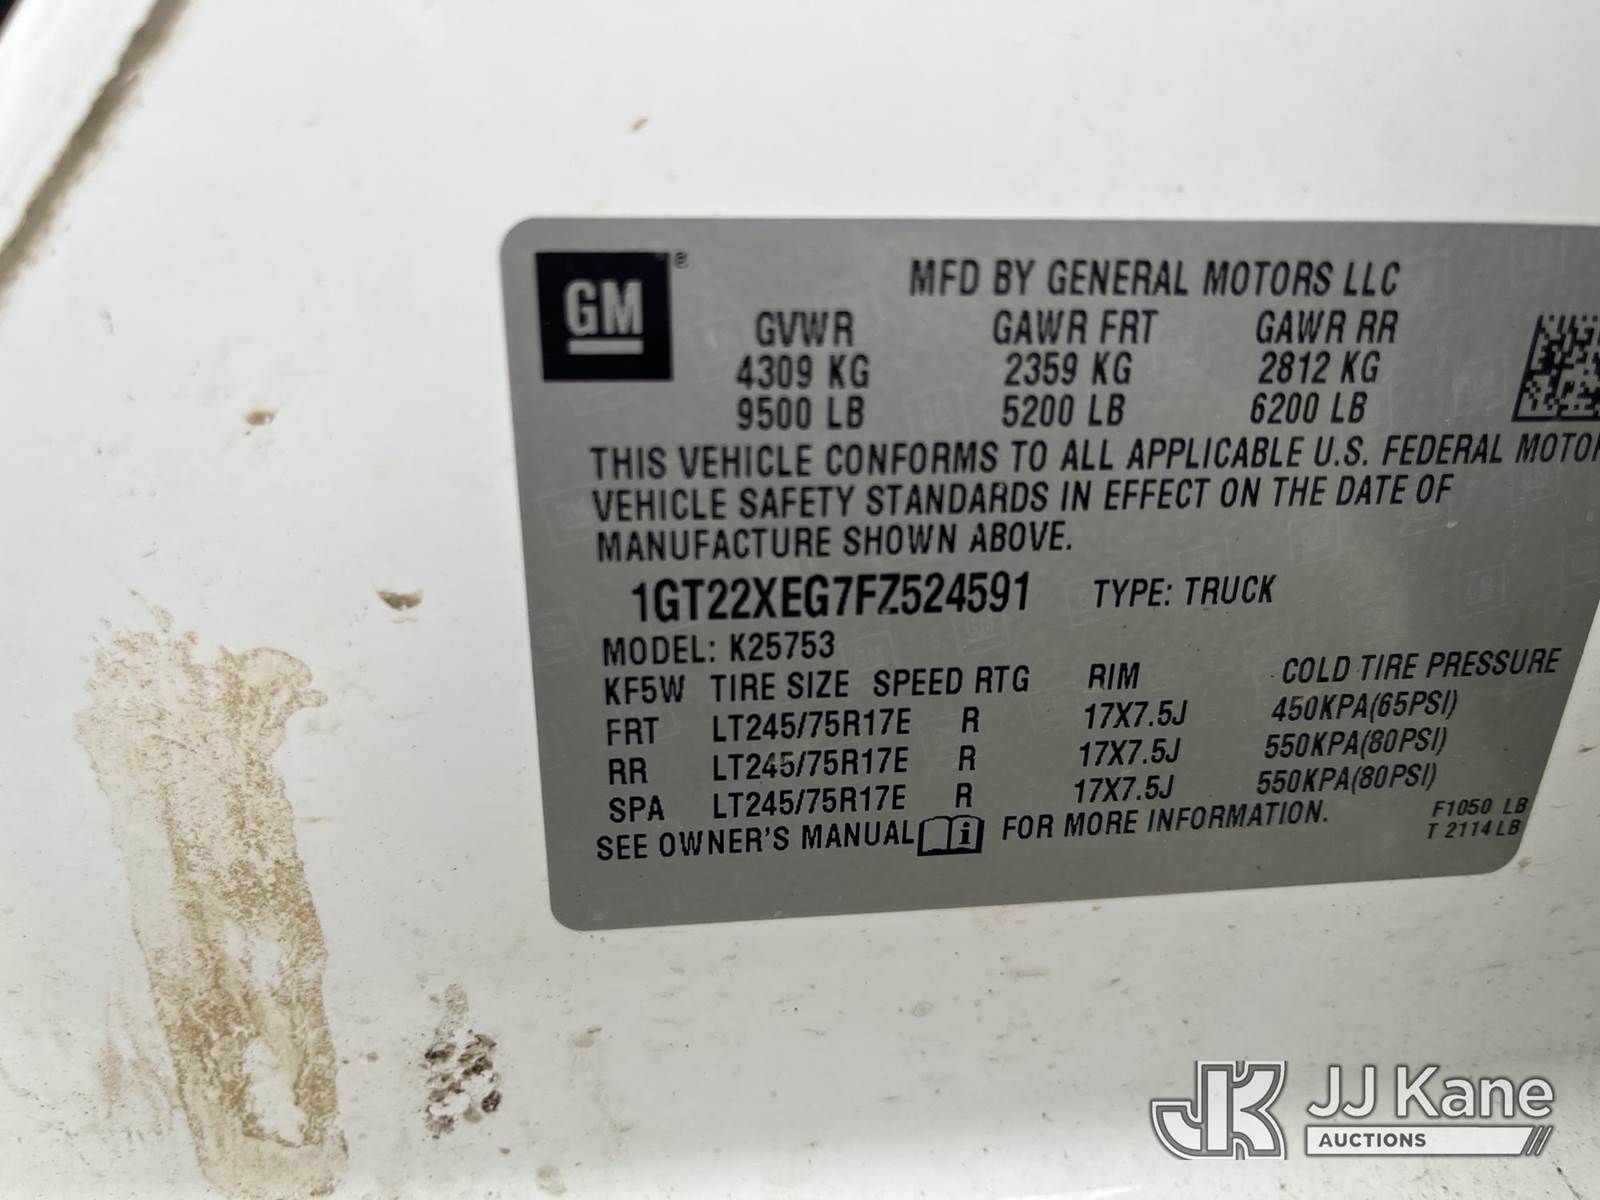 GM ®
MFD BY GENERAL MOTORS LLC
GVWR GAWR FRT GAWR RR
4309 KG 2359 KG 2812 KG
9500 LB 5200 LB 6200 LB
THIS VEHICLE CONFORMS TO ALL APPLICABLE U.S. FEDERAL MOTOR
VEHICLE SAFETY STANDARDS IN EFFECT ON THE DATE OF
MANUFACTURE SHOWN ABOVE.
1GT22XEG7FZ524591 TYPE: TRUCK
MODEL: K25753
KF5W TIRE SIZE SPEED RTG RIM COLD TIRE PRESSURE
FRT LT245/75R17E R 17X7.5J 450KPA(65PSI)
RR LT245/75R17E R 17X7.5J 550KPA(80PSI)
SPA LT245/75R17E R 17X7.5J 550KPA(80PSI)
SEE OWNER'S MANUAL i FOR MORE INFORMATION.
F1050 LB
T 2114 LB
JK JJ Kane
AUCTIONS